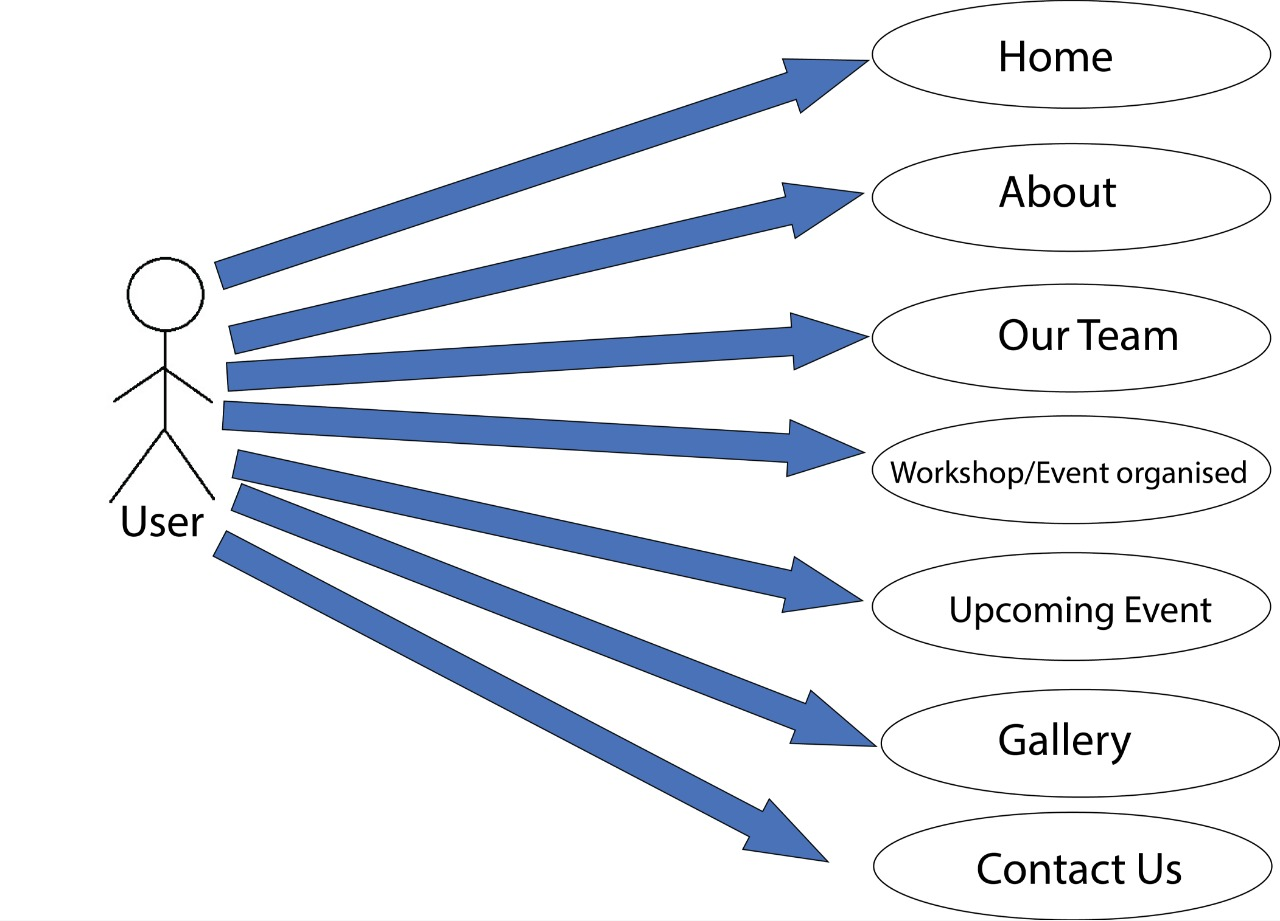 Home
About
Our Team
Workshop/Event organised
User
Upcoming Event
Gallery
Contact Us